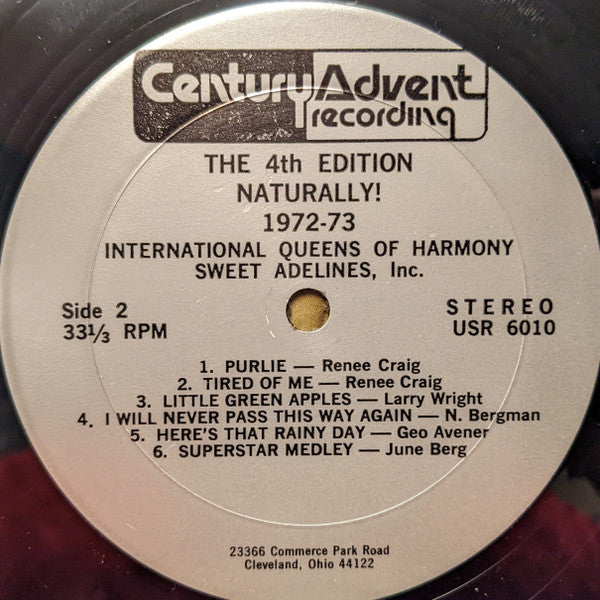 Century Advent
recording
THE 4th EDITION
NATURALLY!
1972-73
INTERNATIONAL QUEENS OF HARMONY
SWEET ADELINES, Inc.
Side 2
33⅓ RPM
STEREO
USR 6010
1. PURLIE — Renee Craig
2. TIRED OF ME — Renee Craig
3. LITTLE GREEN APPLES — Larry Wright
4. I WILL NEVER PASS THIS WAY AGAIN — N. Bergman
5. HERE'S THAT RAINY DAY — Geo Avener
6. SUPERSTAR MEDLEY — June Berg
23366 Commerce Park Road
Cleveland, Ohio 44122